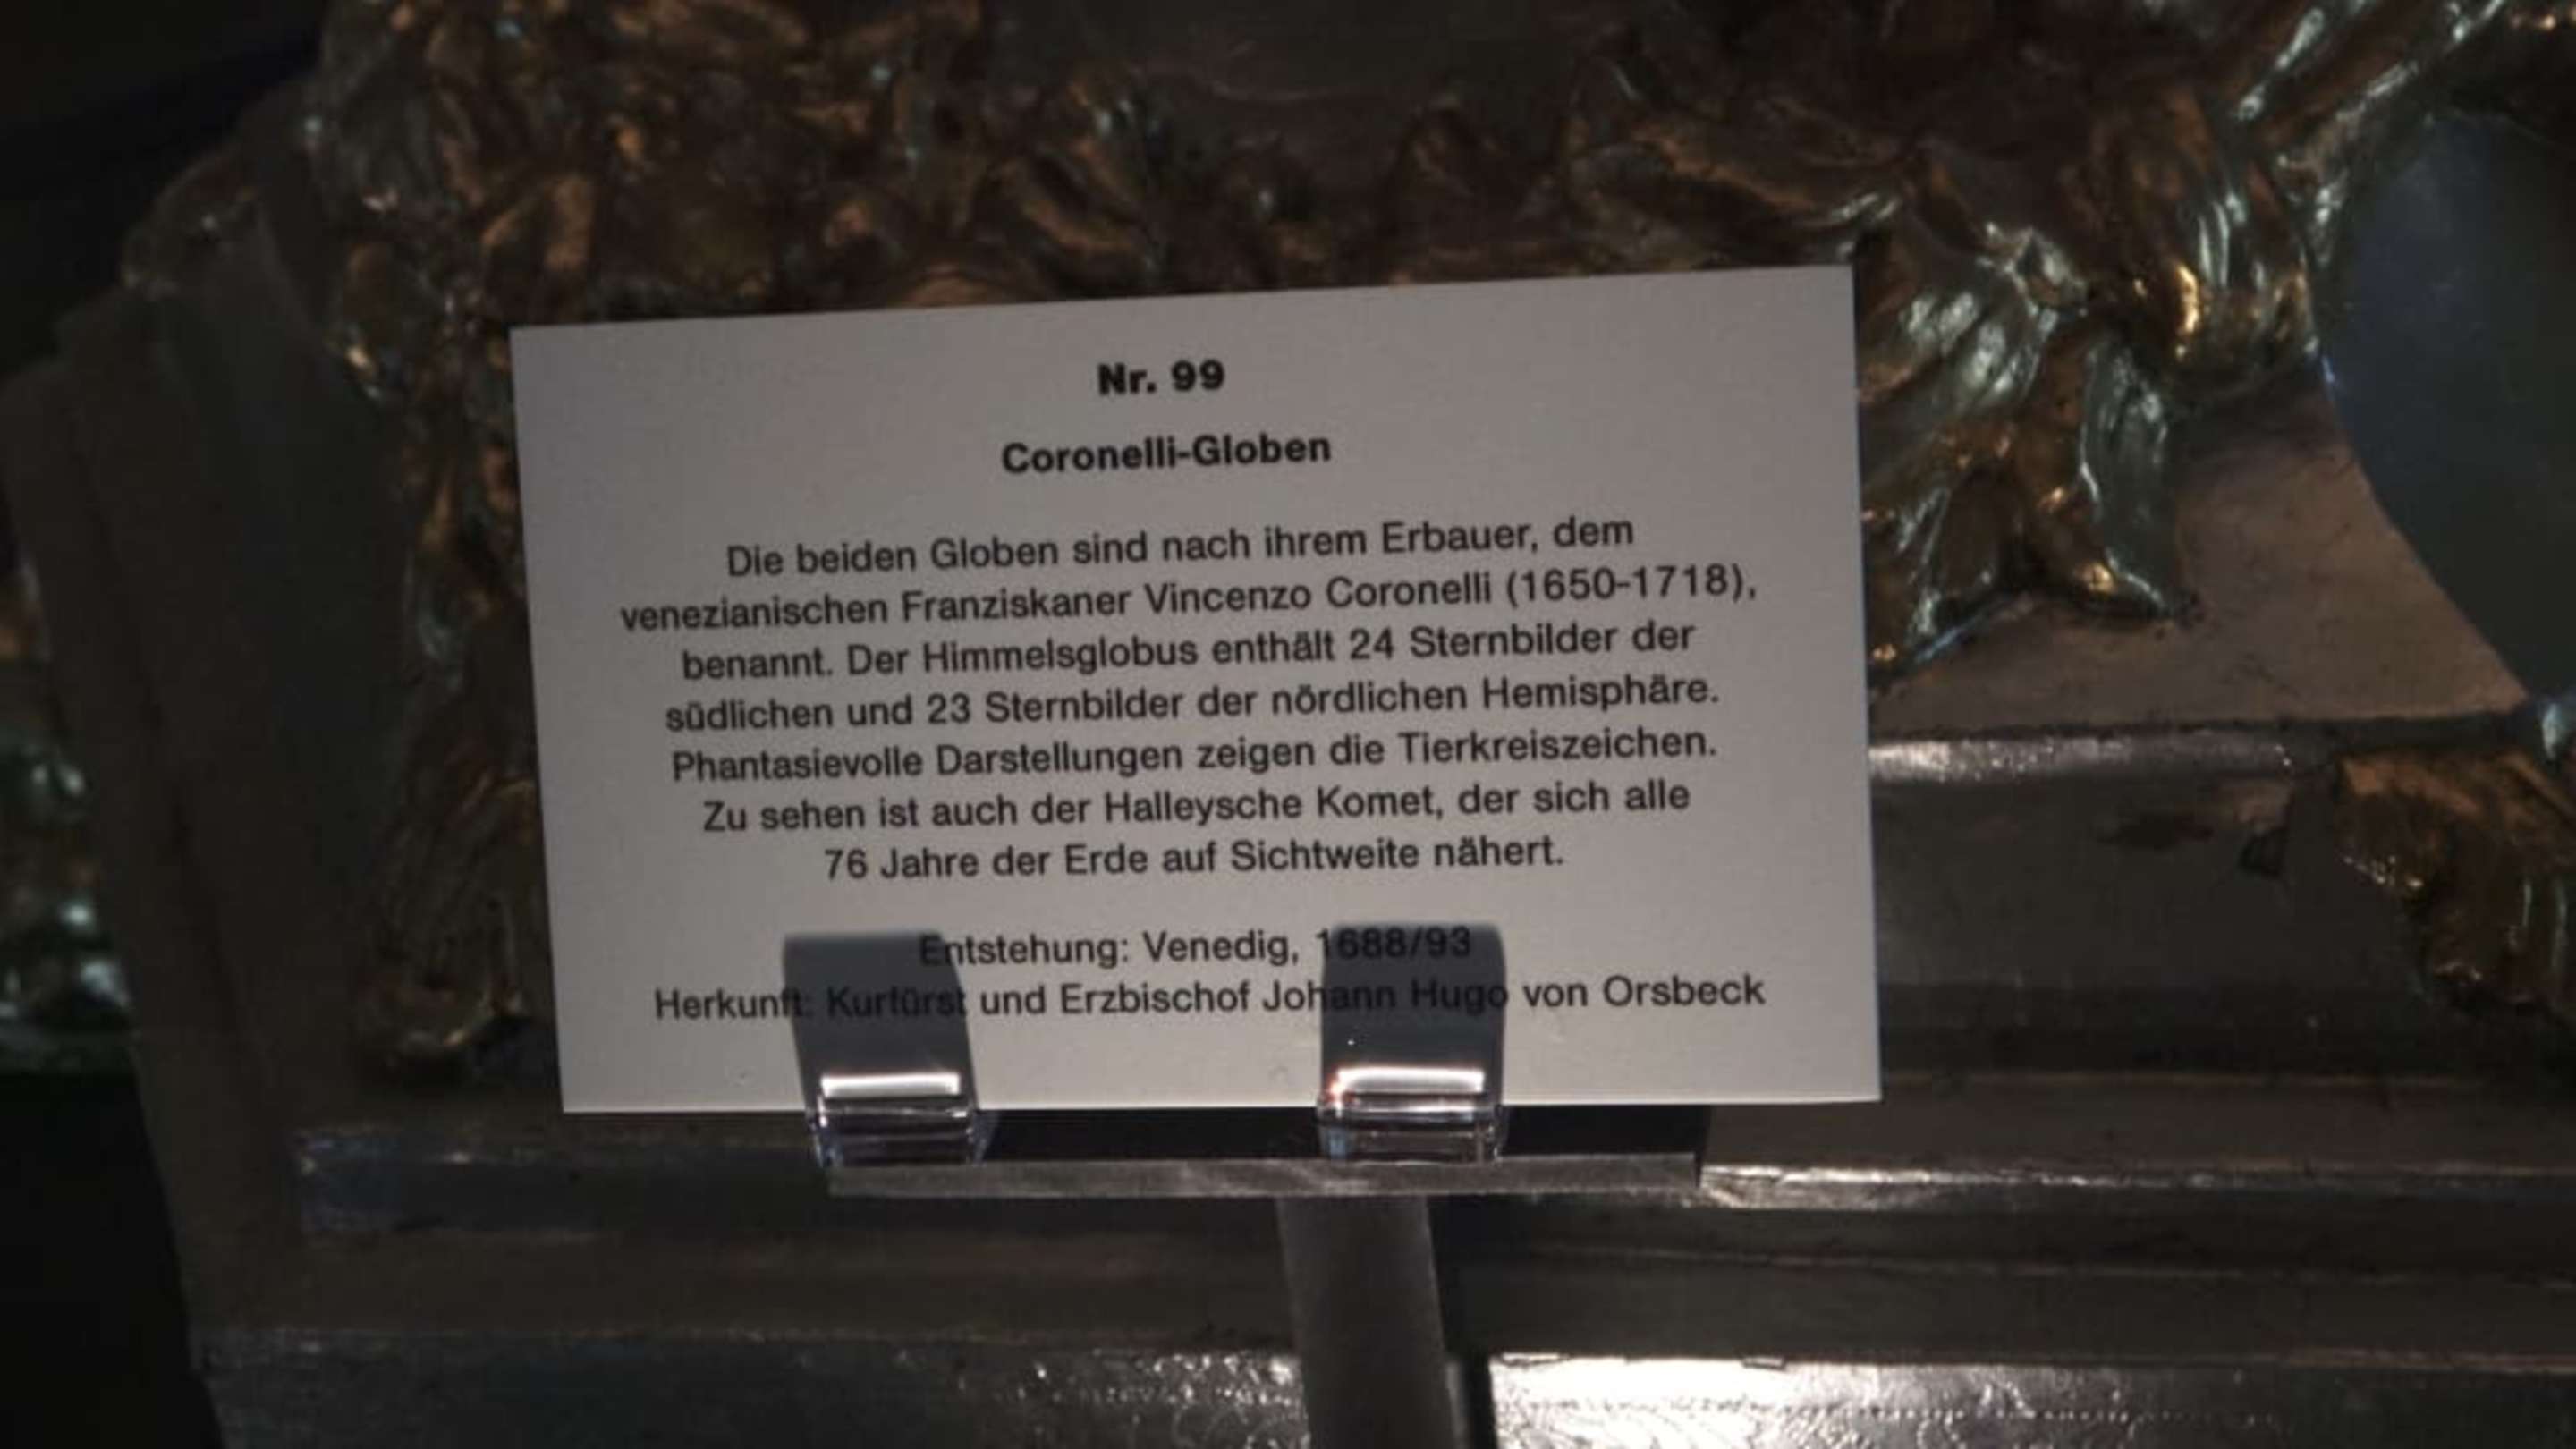 Nr. 99
Coronelli-Globen
Die beiden Globen sind nach ihrem Erbauer, dem
venezianischen Franziskaner Vincenzo Coronelli (1650-1718),
benannt. Der Himmelsglobus enthält 24 Sternbilder der
südlichen und 23 Sternbilder der nördlichen Hemisphäre.
Phantasievolle Darstellungen zeigen die Tierkreiszeichen.
Zu sehen ist auch der Halleysche Komet, der sich alle
76 Jahre der Erde auf Sichtweite nähert.
Entstehung: Venedig, 1688/93
Herkunft: Kurfürst und Erzbischof Johann Hugo von Orsbeck